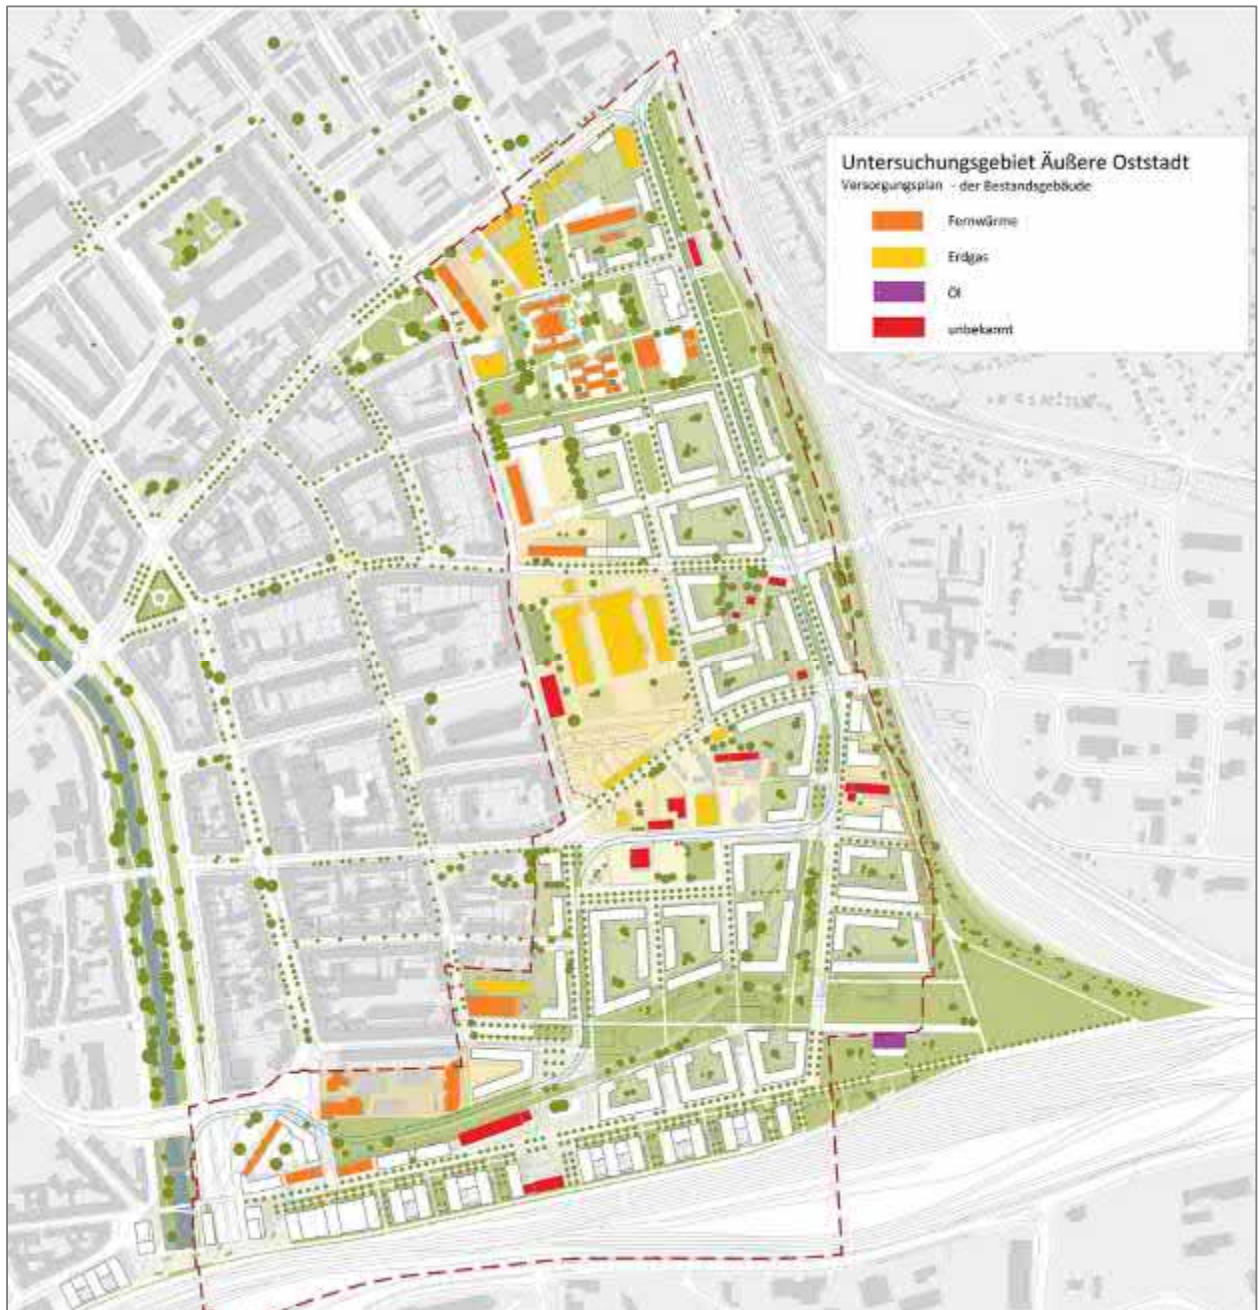 Untersuchungsgebiet Äußere Oststadt
Versorgungsplan - der Bestandsgebäude
Fernwärme
Erdgas
Öl
unbekannt